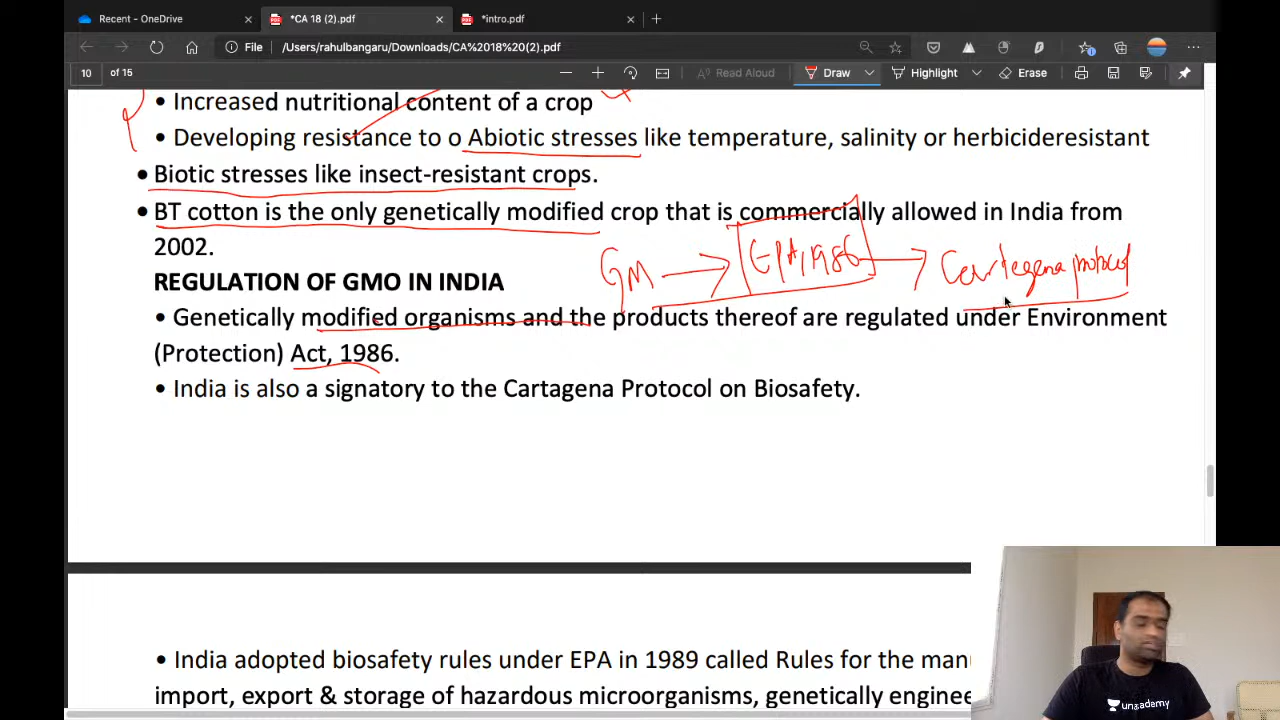 Recent - OneDrive
*CA 18 (2).pdf
*intro.pdf
File /Users/rahulbangaru/Downloads/CA%2018%20(2).pdf
10 of 15 Read Aloud Draw Highlight Erase
• Increased nutritional content of a crop
• Developing resistance to o Abiotic stresses like temperature, salinity or herbicideresistant
• Biotic stresses like insect-resistant crops.
• BT cotton is the only genetically modified crop that is commercially allowed in India from
2002.
GM → EPA, 1986 → Cartegena protocol
REGULATION OF GMO IN INDIA
• Genetically modified organisms and the products thereof are regulated under Environment
(Protection) Act, 1986.
• India is also a signatory to the Cartagena Protocol on Biosafety.
• India adopted biosafety rules under EPA in 1989 called Rules for the man
import, export & storage of hazardous microorganisms, genetically enginee
unacademy